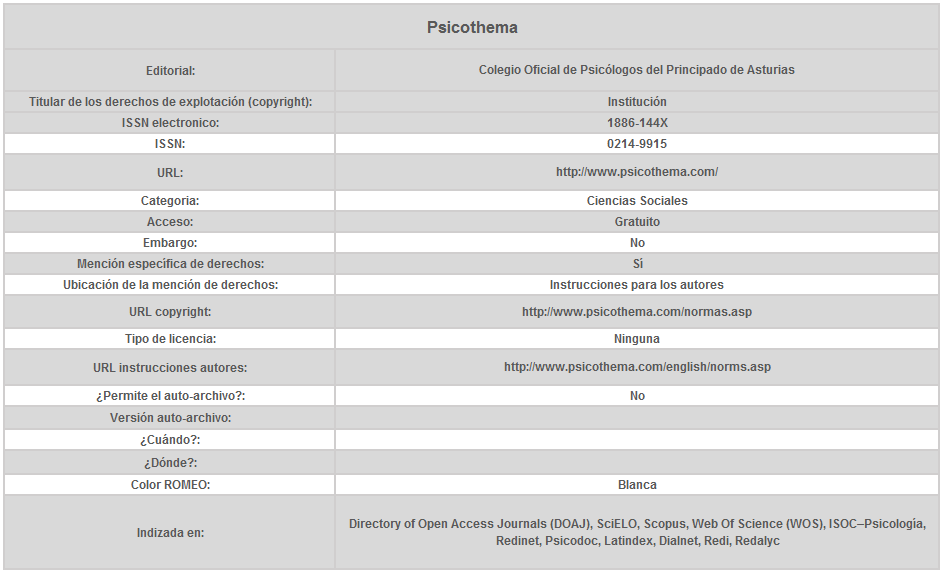 Psicothema
Editorial: Colegio Oficial de Psicólogos del Principado de Asturias
Titular de los derechos de explotación (copyright): Institución
ISSN electronico: 1886-144X
ISSN: 0214-9915
URL: http://www.psicothema.com/
Categoria: Ciencias Sociales
Acceso: Gratuito
Embargo: No
Mención específica de derechos: Si
Ubicación de la mención de derechos: Instrucciones para los autores
URL copyright: http://www.psicothema.com/normas.asp
Tipo de licencia: Ninguna
URL instrucciones autores: http://www.psicothema.com/english/norms.asp
¿Permite el auto-archivo?: No
Versión auto-archivo:
¿Cuándo?:
¿Dónde?:
Color ROMEO: Blanca
Indizada en: Directory of Open Access Journals (DOAJ), SciELO, Scopus, Web Of Science (WOS), ISOC–Psicología,
Redinet, Psicodoc, Latindex, Dialnet, Redi, Redalyc